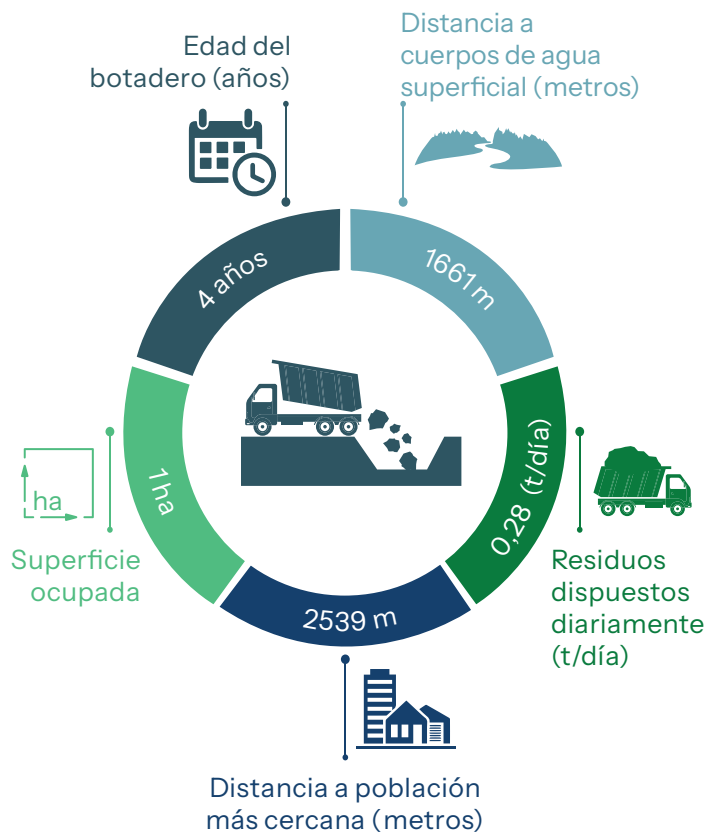 Edad del
botadero (años)
Distancia a
cuerpos de agua
superficial (metros)
4 años
1661 m
ha
1 ha
0,28 (t/día)
Superficie
ocupada
Residuos
dispuestos
diariamente
(t/día)
2539 m
Distancia a población
más cercana (metros)